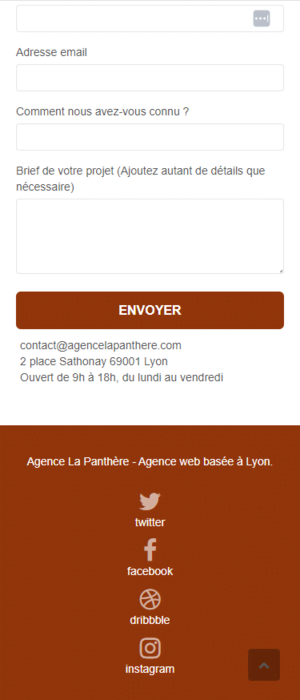 Adresse email
Comment nous avez-vous connu ?
Brief de votre projet (Ajoutez autant de détails que
nécessaire)
ENVOYER
contact@agencelapanthere.com
2 place Sathonay 69001 Lyon
Ouvert de 9h à 18h, du lundi au vendredi
Agence La Panthère - Agence web basée à Lyon.
twitter
facebook
dribbble
instagram